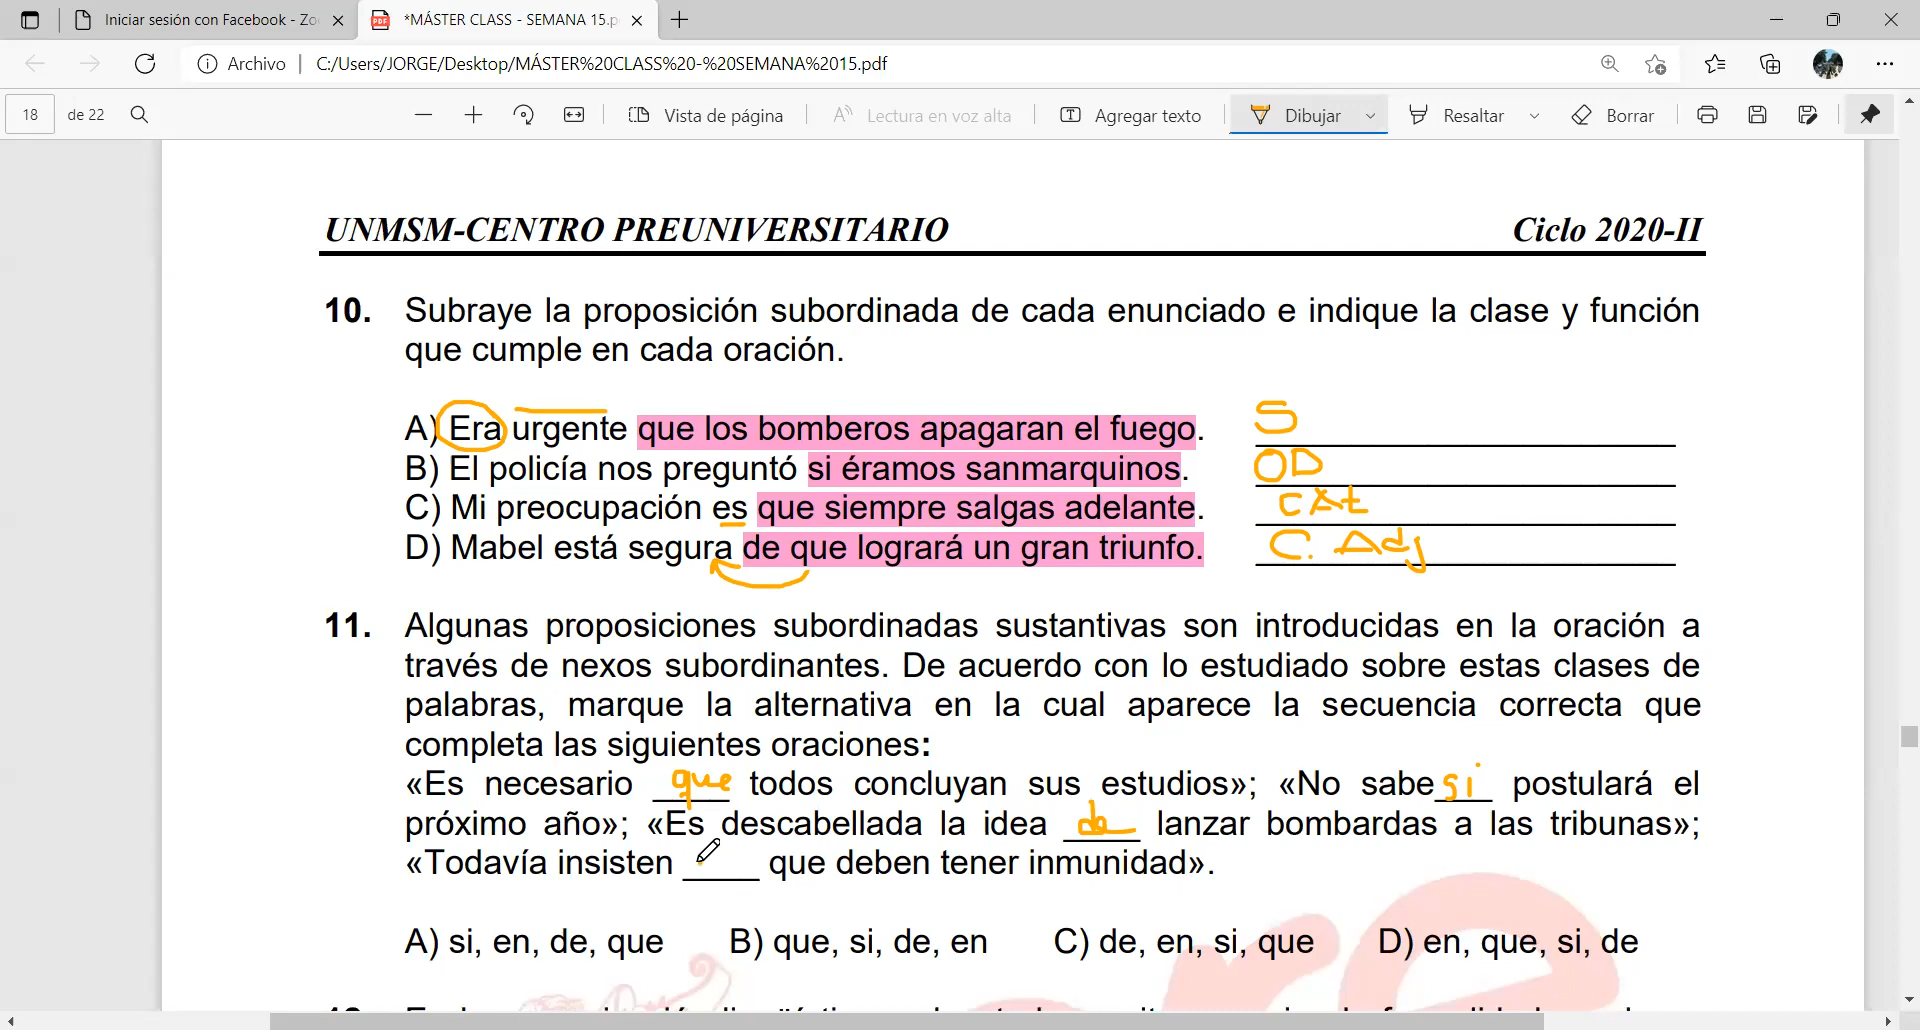 Iniciar sesión con Facebook - Zo
*MÁSTER CLASS - SEMANA 15.p
Archivo | C:/Users/JORGE/Desktop/MÁSTER%20CLASS%20-%20SEMANA%2015.pdf
18 de 22
Vista de página
Lectura en voz alta
Agregar texto
Dibujar
Resaltar
Borrar
UNMSM-CENTRO PREUNIVERSITARIO Ciclo 2020-II
10. Subraye la proposición subordinada de cada enunciado e indique la clase y función
que cumple en cada oración.
A) Era urgente que los bomberos apagaran el fuego. S
B) El policía nos preguntó si éramos sanmarquinos. OD
C) Mi preocupación es que siempre salgas adelante. CAt
D) Mabel está segura de que logrará un gran triunfo. C. Adj
11. Algunas proposiciones subordinadas sustantivas son introducidas en la oración a
través de nexos subordinantes. De acuerdo con lo estudiado sobre estas clases de
palabras, marque la alternativa en la cual aparece la secuencia correcta que
completa las siguientes oraciones:
«Es necesario que todos concluyan sus estudios»; «No sabe si postulará el
próximo año»; «Es descabellada la idea de lanzar bombardas a las tribunas»;
«Todavía insisten ____ que deben tener inmunidad».
A) si, en, de, que B) que, si, de, en C) de, en, si, que D) en, que, si, de